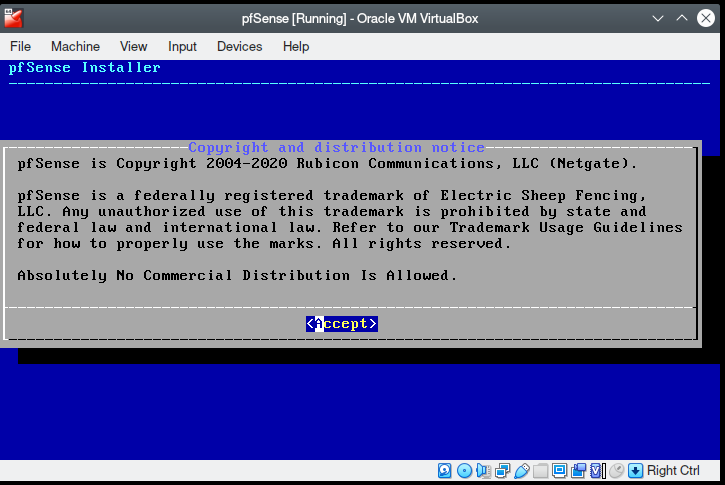 pfSense [Running] - Oracle VM VirtualBox
File Machine View Input Devices Help
pfSense Installer
Copyright and distribution notice
pfSense is Copyright 2004-2020 Rubicon Communications, LLC (Netgate).
pfSense is a federally registered trademark of Electric Sheep Fencing,
LLC. Any unauthorized use of this trademark is prohibited by state and
federal law and international law. Refer to our Trademark Usage Guidelines
for how to properly use the marks. All rights reserved.
Absolutely No Commercial Distribution Is Allowed.
<Accept>
Right Ctrl